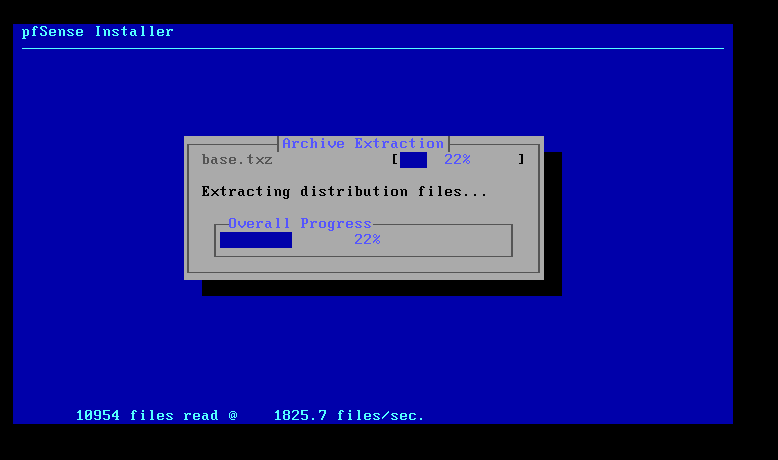 pfSense Installer
Archive Extraction
base.txz [ 22% ]
Extracting distribution files...
Overall Progress
22%
10954 files read @ 1825.7 files/sec.